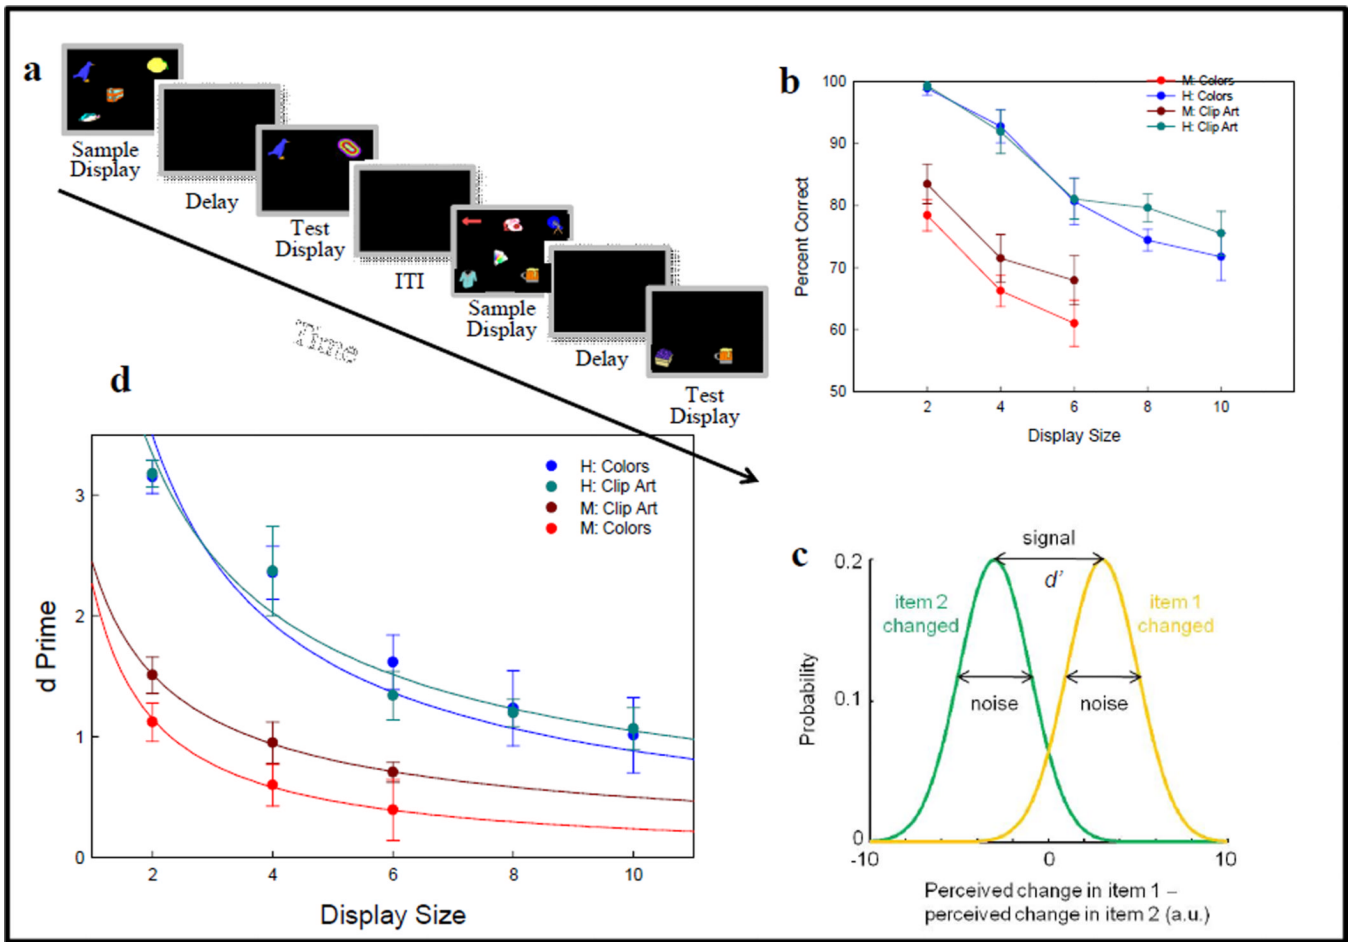 a
Sample
Display
Delay
Test
Display
ITI
Sample
Display
Delay
Test
Display
Time
b
100
90
80
70
60
50
Percent Correct
2
4
6
8
10
Display Size
M: Colors
H: Colors
M: Clip Art
H: Clip Art
d
3
2
1
0
d Prime
2
4
6
8
10
Display Size
H: Colors
H: Clip Art
M: Clip Art
M: Colors
c
signal
d'
0.2
item 2
changed
item 1
changed
noise
noise
0.1
0
Probability
-10
0
10
Perceived change in item 1 –
perceived change in item 2 (a.u.)